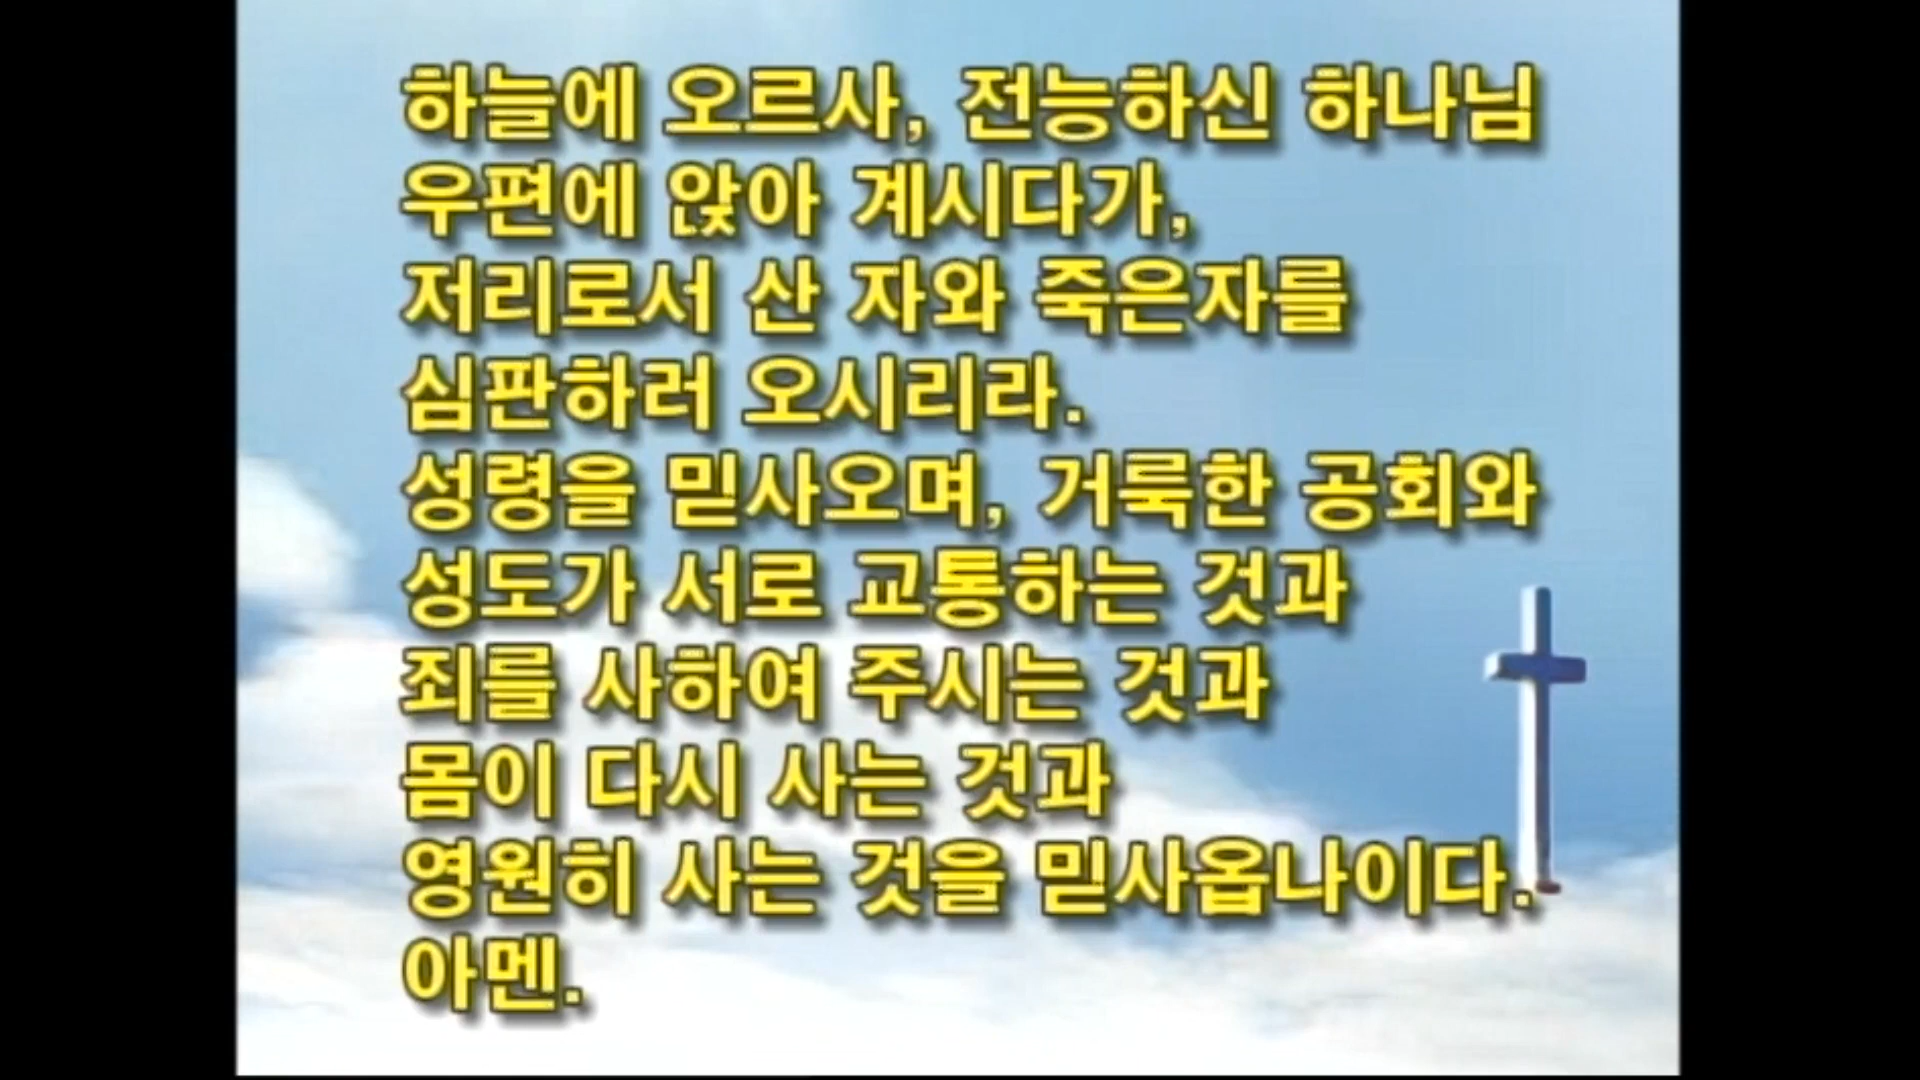 하늘에 오르사, 전능하신 하나님
우편에 앉아 계시다가,
저리로서 산 자와 죽은자를
심판하러 오시리라.
성령을 믿사오며, 거룩한 공회와
성도가 서로 교통하는 것과
죄를 사하여 주시는 것과
몸이 다시 사는 것과
영원히 사는 것을 믿사옵나이다.
아멘.